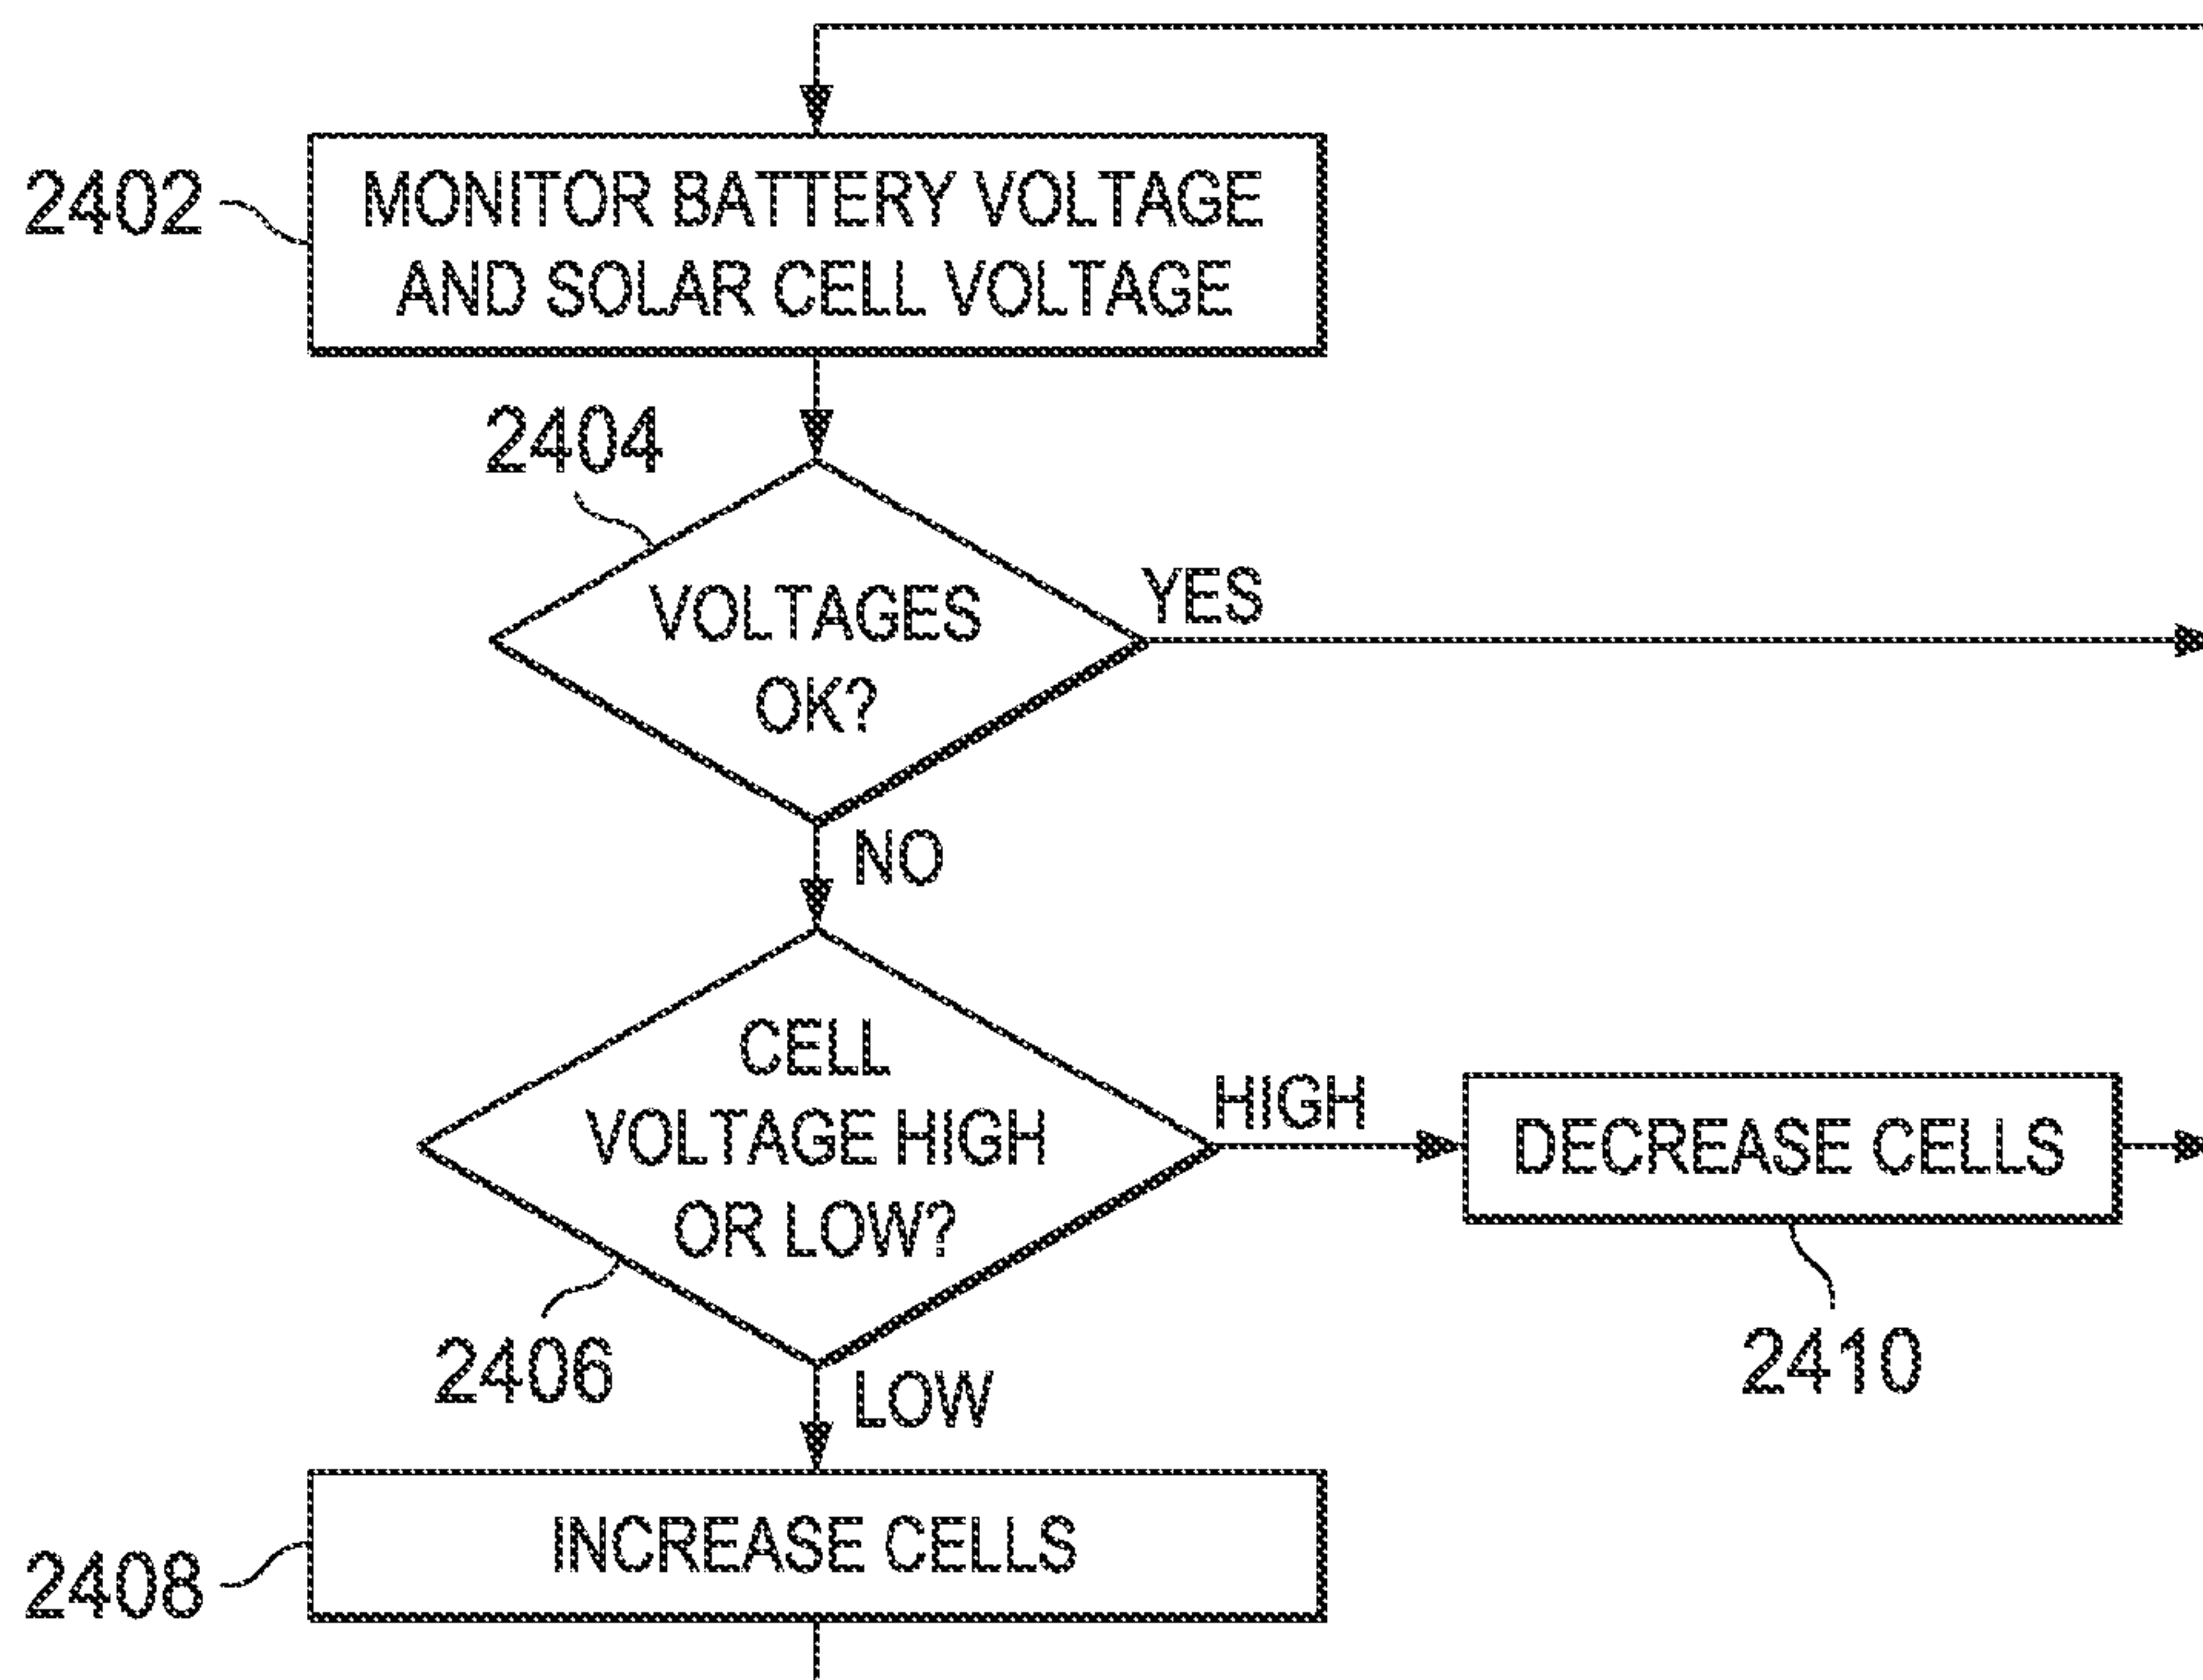 2402
MONITOR BATTERY VOLTAGE
AND SOLAR CELL VOLTAGE
2404
VOLTAGES
OK?
YES
NO
CELL
VOLTAGE HIGH
OR LOW?
HIGH
DECREASE CELLS
2406
2410
LOW
INCREASE CELLS
2408